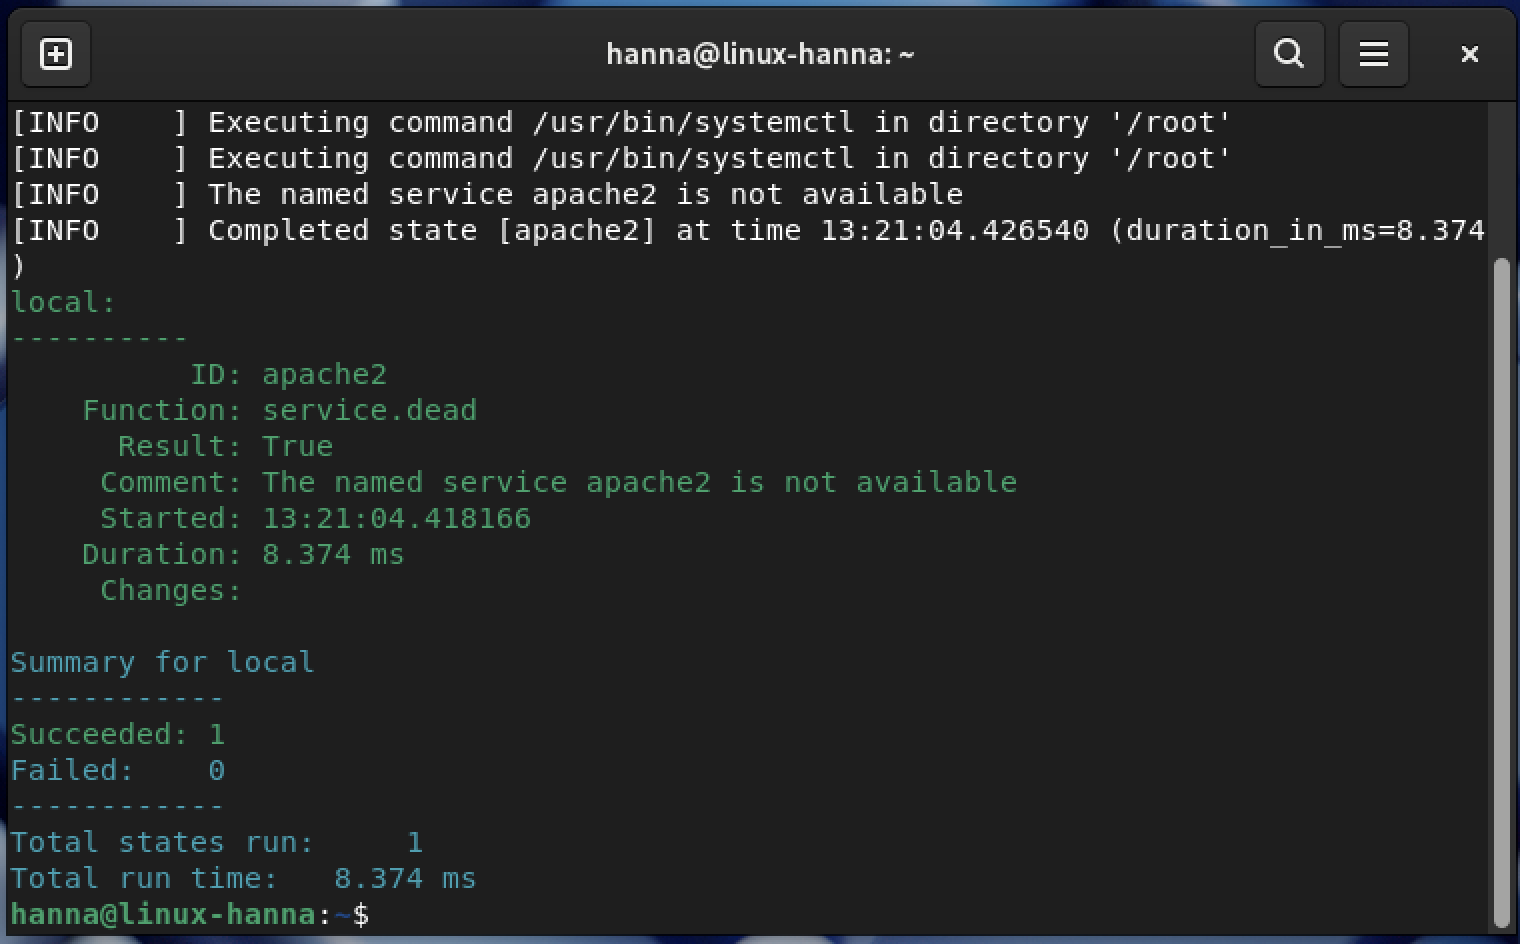 hanna@linux-hanna: ~
[INFO    ] Executing command /usr/bin/systemctl in directory '/root'
[INFO    ] Executing command /usr/bin/systemctl in directory '/root'
[INFO    ] The named service apache2 is not available
[INFO    ] Completed state [apache2] at time 13:21:04.426540 (duration_in_ms=8.374
)
local:
----------
          ID: apache2
    Function: service.dead
      Result: True
     Comment: The named service apache2 is not available
     Started: 13:21:04.418166
    Duration: 8.374 ms
     Changes:

Summary for local
------------
Succeeded: 1
Failed:    0
------------
Total states run:     1
Total run time:   8.374 ms
hanna@linux-hanna:~$